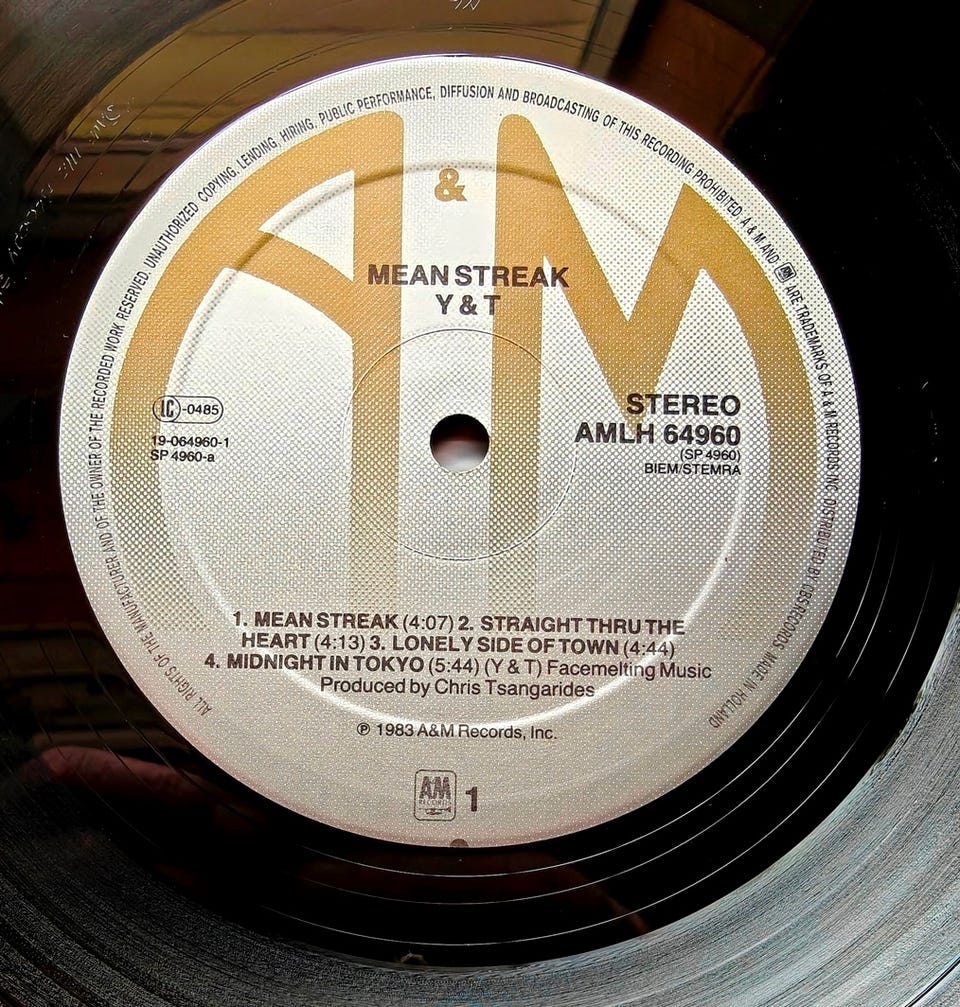 ALL RIGHTS OF THE MANUFACTURER AND OF THE OWNER OF THE RECORDED WORK RESERVED. UNAUTHORIZED COPYING, LENDING, HIRING, PUBLIC PERFORMANCE, DIFFUSION AND BROADCASTING OF THIS RECORDING PROHIBITED. A & M AND AM ARE TRADEMARKS OF A & M RECORDS INC. DISTRIBUTED BY CBS RECORDS. MADE IN HOLLAND
A & M
MEAN STREAK
Y & T
LC -0485
19-064960-1
SP 4960-a
STEREO
AMLH 64960
(SP 4960)
BIEM/STEMRA
1. MEAN STREAK (4:07) 2. STRAIGHT THRU THE
HEART (4:13) 3. LONELY SIDE OF TOWN (4:44)
4. MIDNIGHT IN TOKYO (5:44) (Y & T) Facemelting Music
Produced by Chris Tsangarides
℗ 1983 A&M Records, Inc.
AM
RECORDS
1